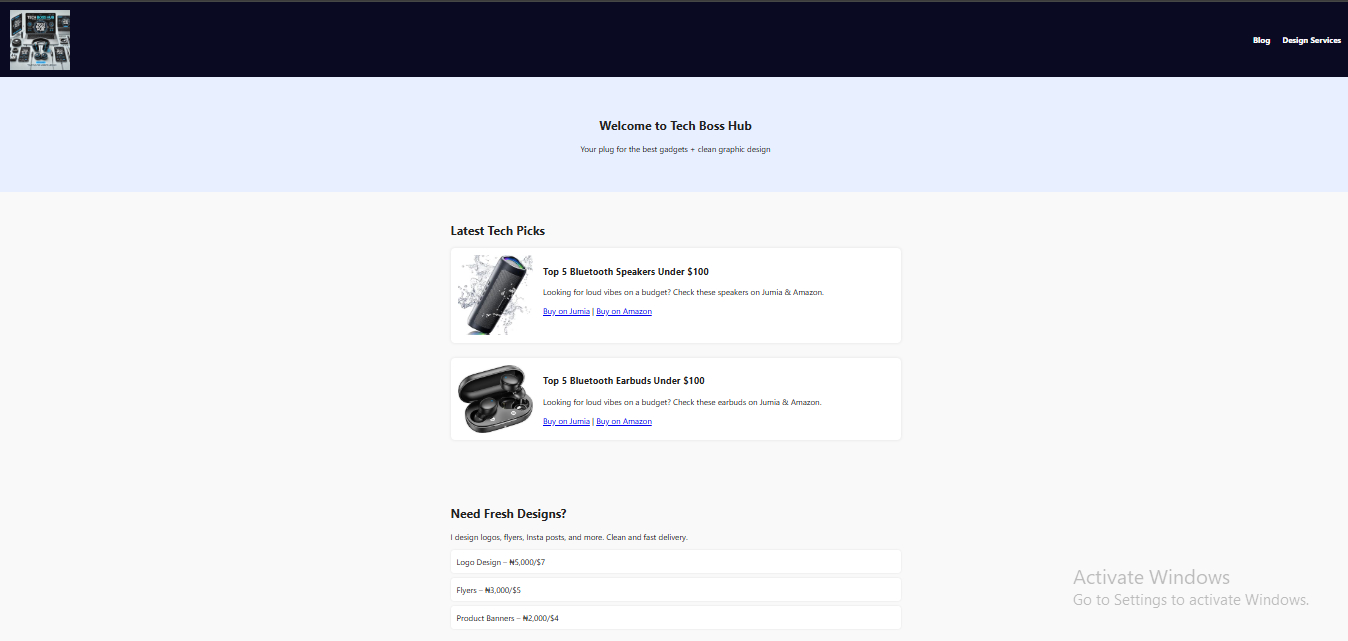 TECH BOSS HUB
Blog Design Services
Welcome to Tech Boss Hub
Your plug for the best gadgets + clean graphic design
Latest Tech Picks
Top 5 Bluetooth Speakers Under $100
Looking for loud vibes on a budget? Check these speakers on Jumia & Amazon.
Buy on Jumia | Buy on Amazon
Top 5 Bluetooth Earbuds Under $100
Looking for loud vibes on a budget? Check these earbuds on Jumia & Amazon.
Buy on Jumia | Buy on Amazon
Need Fresh Designs?
I design logos, flyers, Insta posts, and more. Clean and fast delivery.
Logo Design – ₦5,000/$7
Flyers – ₦3,000/$5
Product Banners – ₦2,000/$4
Activate Windows
Go to Settings to activate Windows.